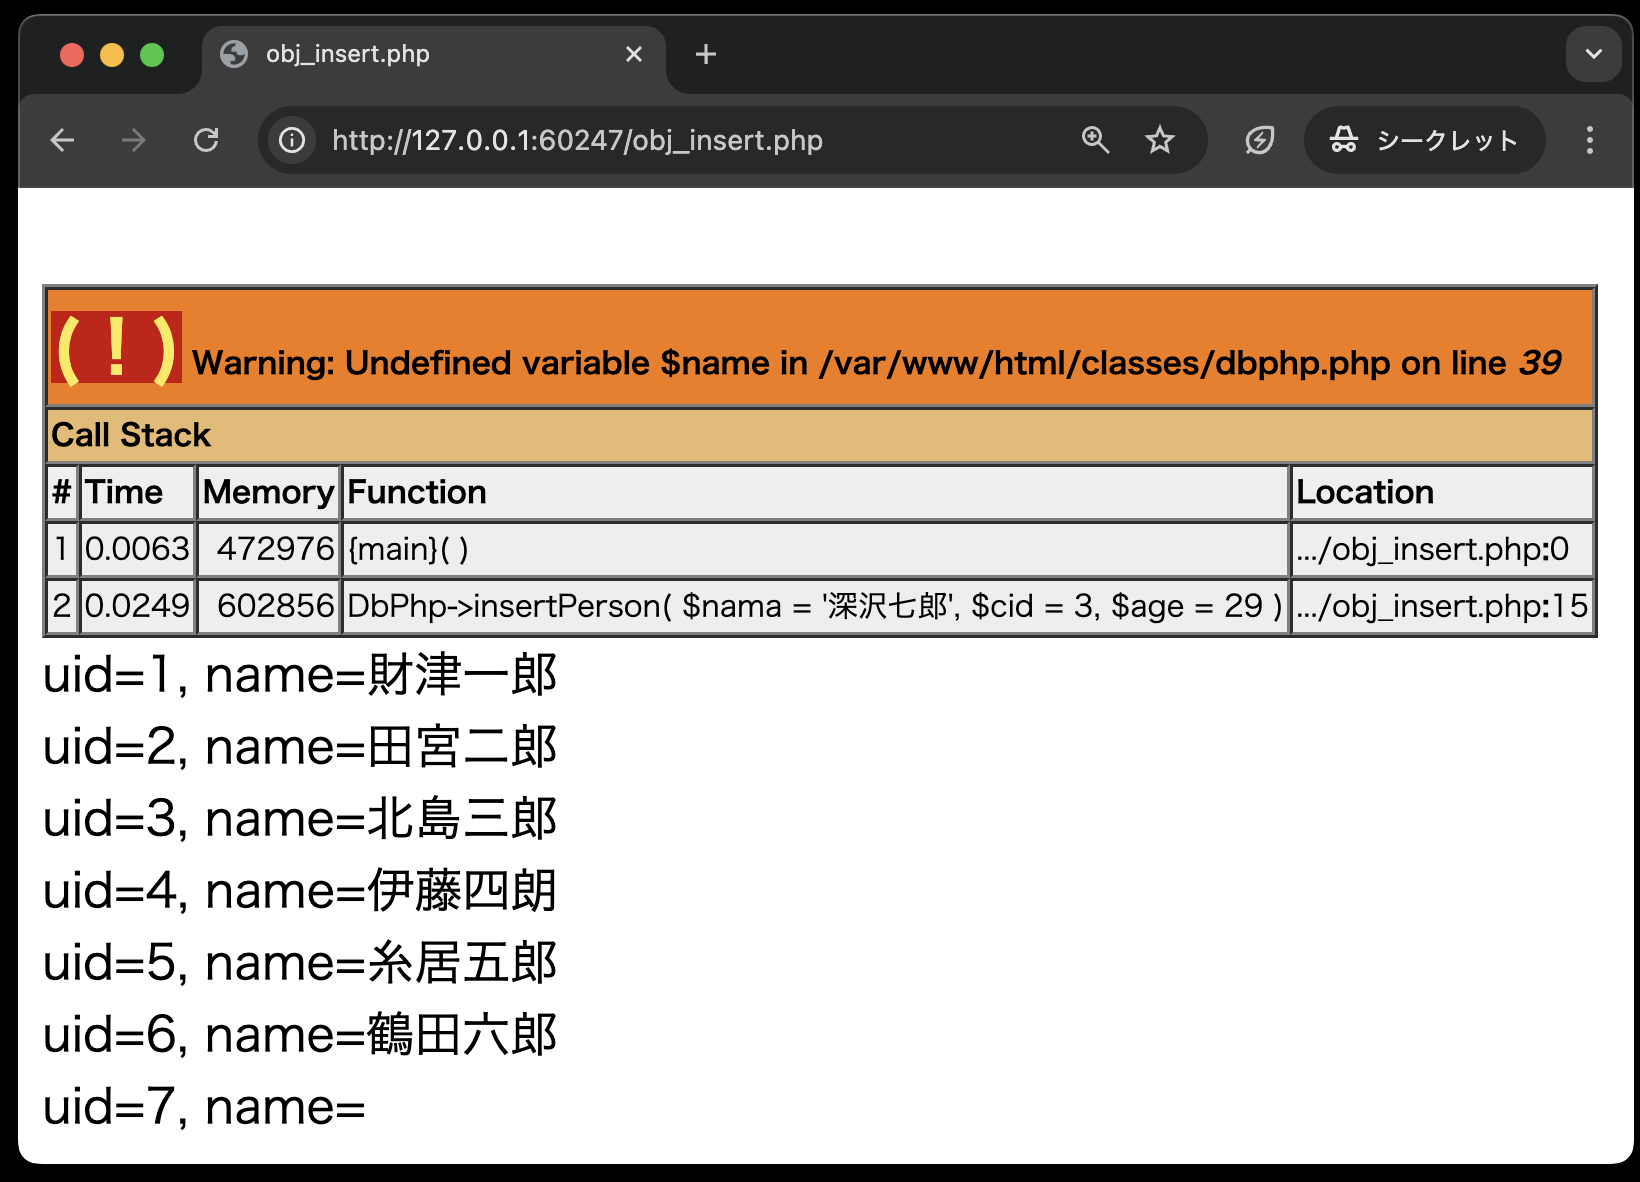 obj_insert.php
http://127.0.0.1:60247/obj_insert.php シークレット
( ! ) Warning: Undefined variable $name in /var/www/html/classes/dbphp.php on line 39
Call Stack
# Time Memory Function Location
1 0.0063 472976 {main}( ) .../obj_insert.php:0
2 0.0249 602856 DbPhp->insertPerson( $nama = '深沢七郎', $cid = 3, $age = 29 ) .../obj_insert.php:15
uid=1, name=財津一郎
uid=2, name=田宮二郎
uid=3, name=北島三郎
uid=4, name=伊藤四朗
uid=5, name=糸居五郎
uid=6, name=鶴田六郎
uid=7, name=